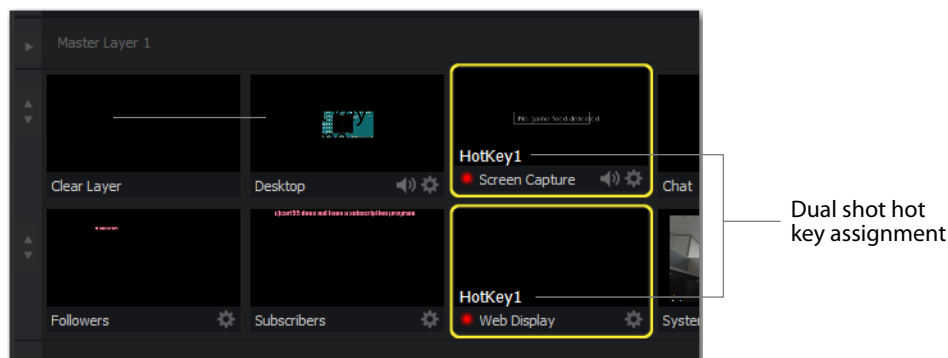 Master Layer 1
No game feed detected
HotKey1
Clear Layer
Desktop
Screen Capture
Chat
Dual shot hot
key assignment
HotKey1
Followers
Subscribers
Web Display